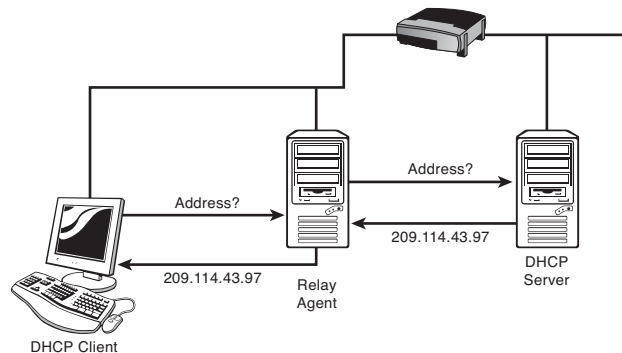 Address?
Address?
209.114.43.97
209.114.43.97
Relay
Agent
DHCP
Server
DHCP Client